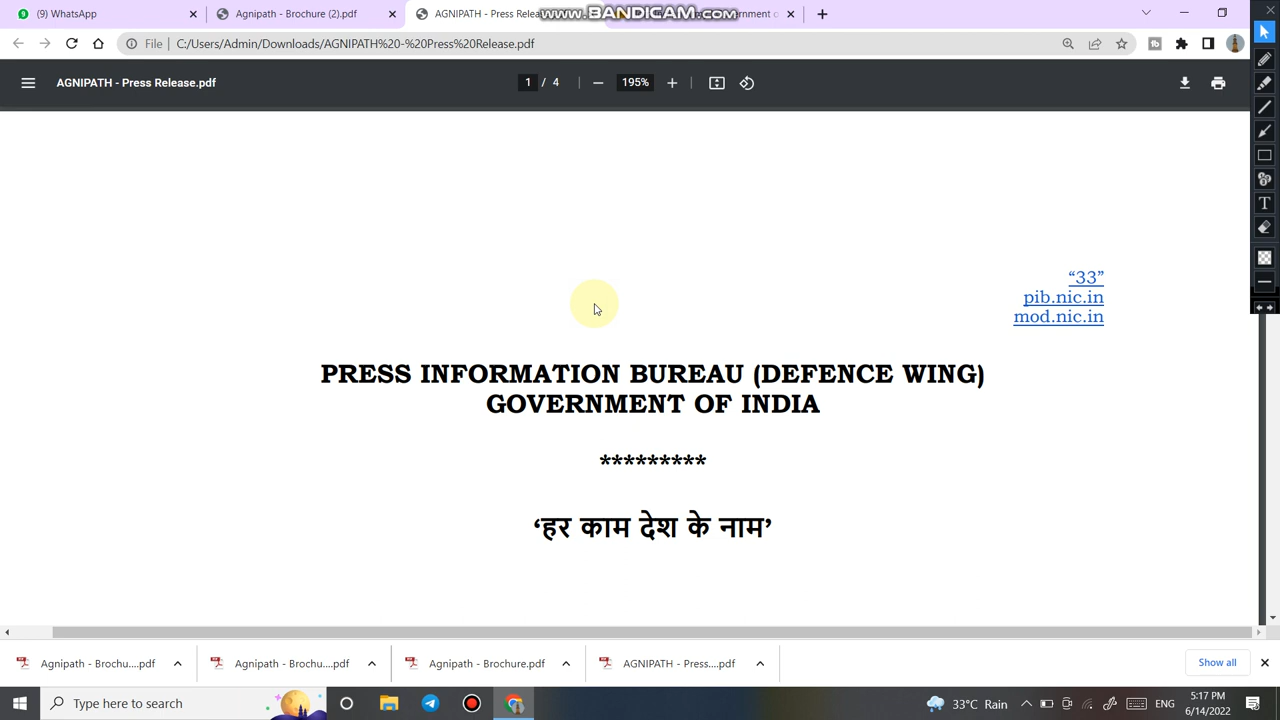 (9) WhatsApp
Agnipath - Brochure (2).pdf
AGNIPATH - Press Relea
www.BANDICAM.com
ernment o
File
C:/Users/Admin/Downloads/AGNIPATH%20-%20Press%20Release.pdf
AGNIPATH - Press Release.pdf
1 / 4
195%
“33”
pib.nic.in
mod.nic.in
PRESS INFORMATION BUREAU (DEFENCE WING)
GOVERNMENT OF INDIA
*********
‘हर काम देश के नाम’
Agnipath - Brochu....pdf
Agnipath - Brochu....pdf
Agnipath - Brochure.pdf
AGNIPATH - Press....pdf
Show all
Type here to search
33°C Rain
ENG
5:17 PM
6/14/2022